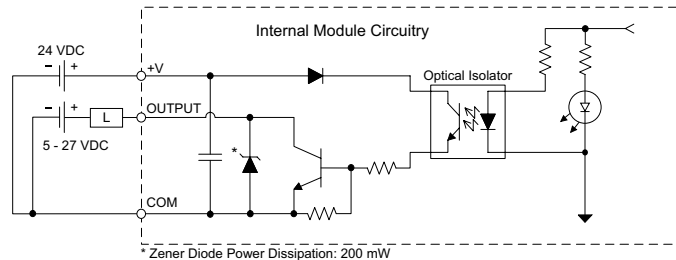 Internal Module Circuitry
24 VDC
− +
+V
Optical Isolator
− +
L
OUTPUT
5 - 27 VDC
*
COM
* Zener Diode Power Dissipation: 200 mW